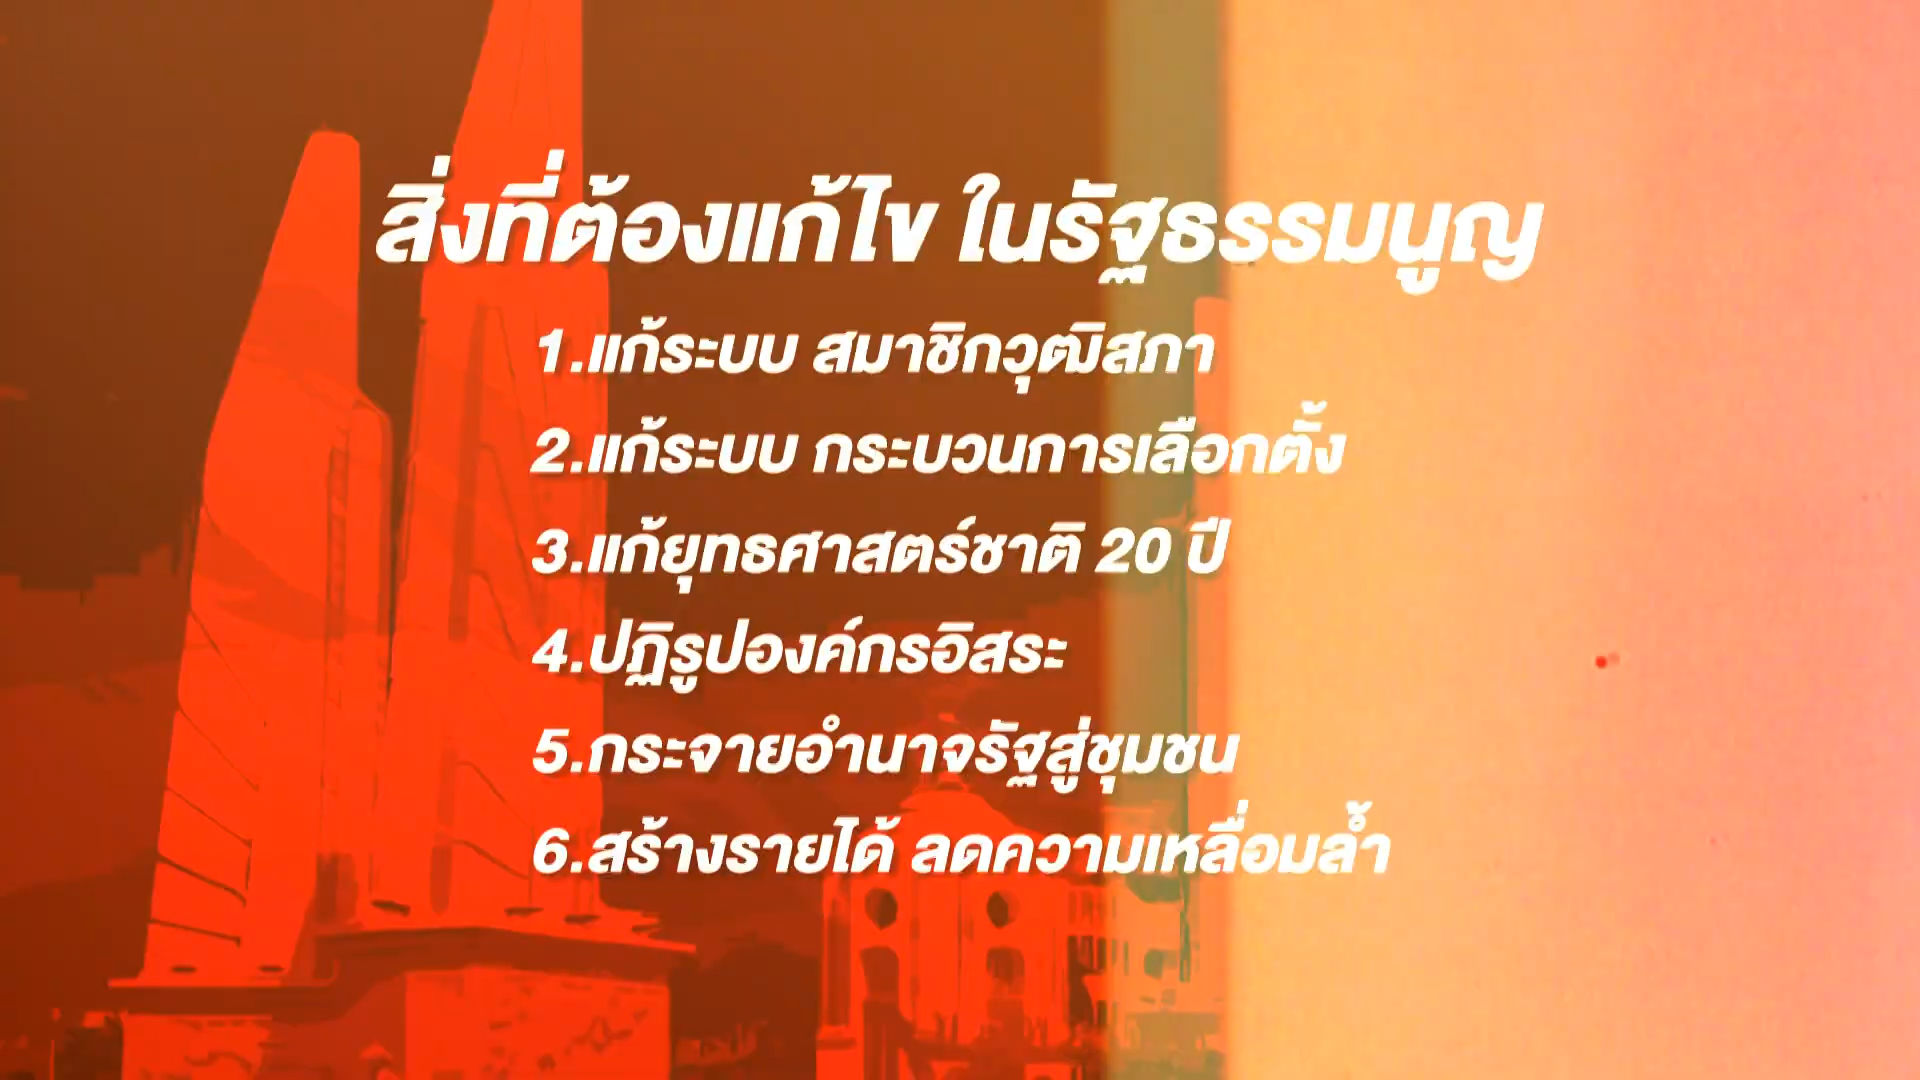 สิ่งที่ต้องแก้ไข ในรัฐธรรมนูญ
1.แก้ระบบ สมาชิกวุฒิสภา
2.แก้ระบบ กระบวนการเลือกตั้ง
3.แก้ยุทธศาสตร์ชาติ 20 ปี
4.ปฏิรูปองค์กรอิสระ
5.กระจายอำนาจรัฐสู่ชุมชน
6.สร้างรายได้ ลดความเหลื่อมล้ำ